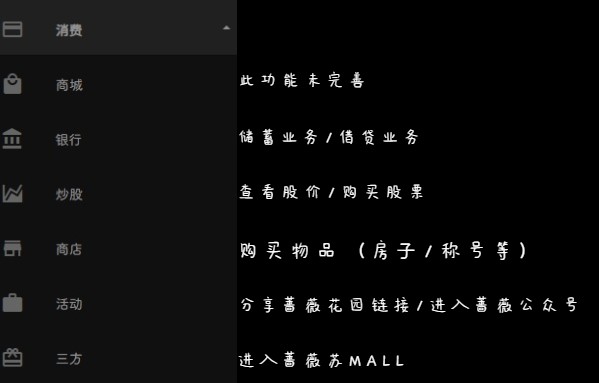 消费
商城 此功能未完善
银行 储蓄业务/借贷业务
炒股 查看股价/购买股票
商店 购买物品 (房子/称号等)
活动 分享蔷薇花园链接/进入蔷薇公众号
三方 进入蔷薇苏MALL